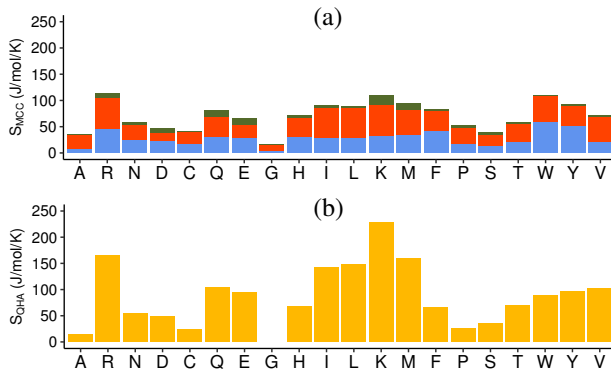 (a)
S_MCC (J/mol/K)
250
200
150
100
50
0
A R N D C Q E G H I L K M F P S T W Y V
(b)
S_QHA (J/mol/K)
250
200
150
100
50
0
A R N D C Q E G H I L K M F P S T W Y V